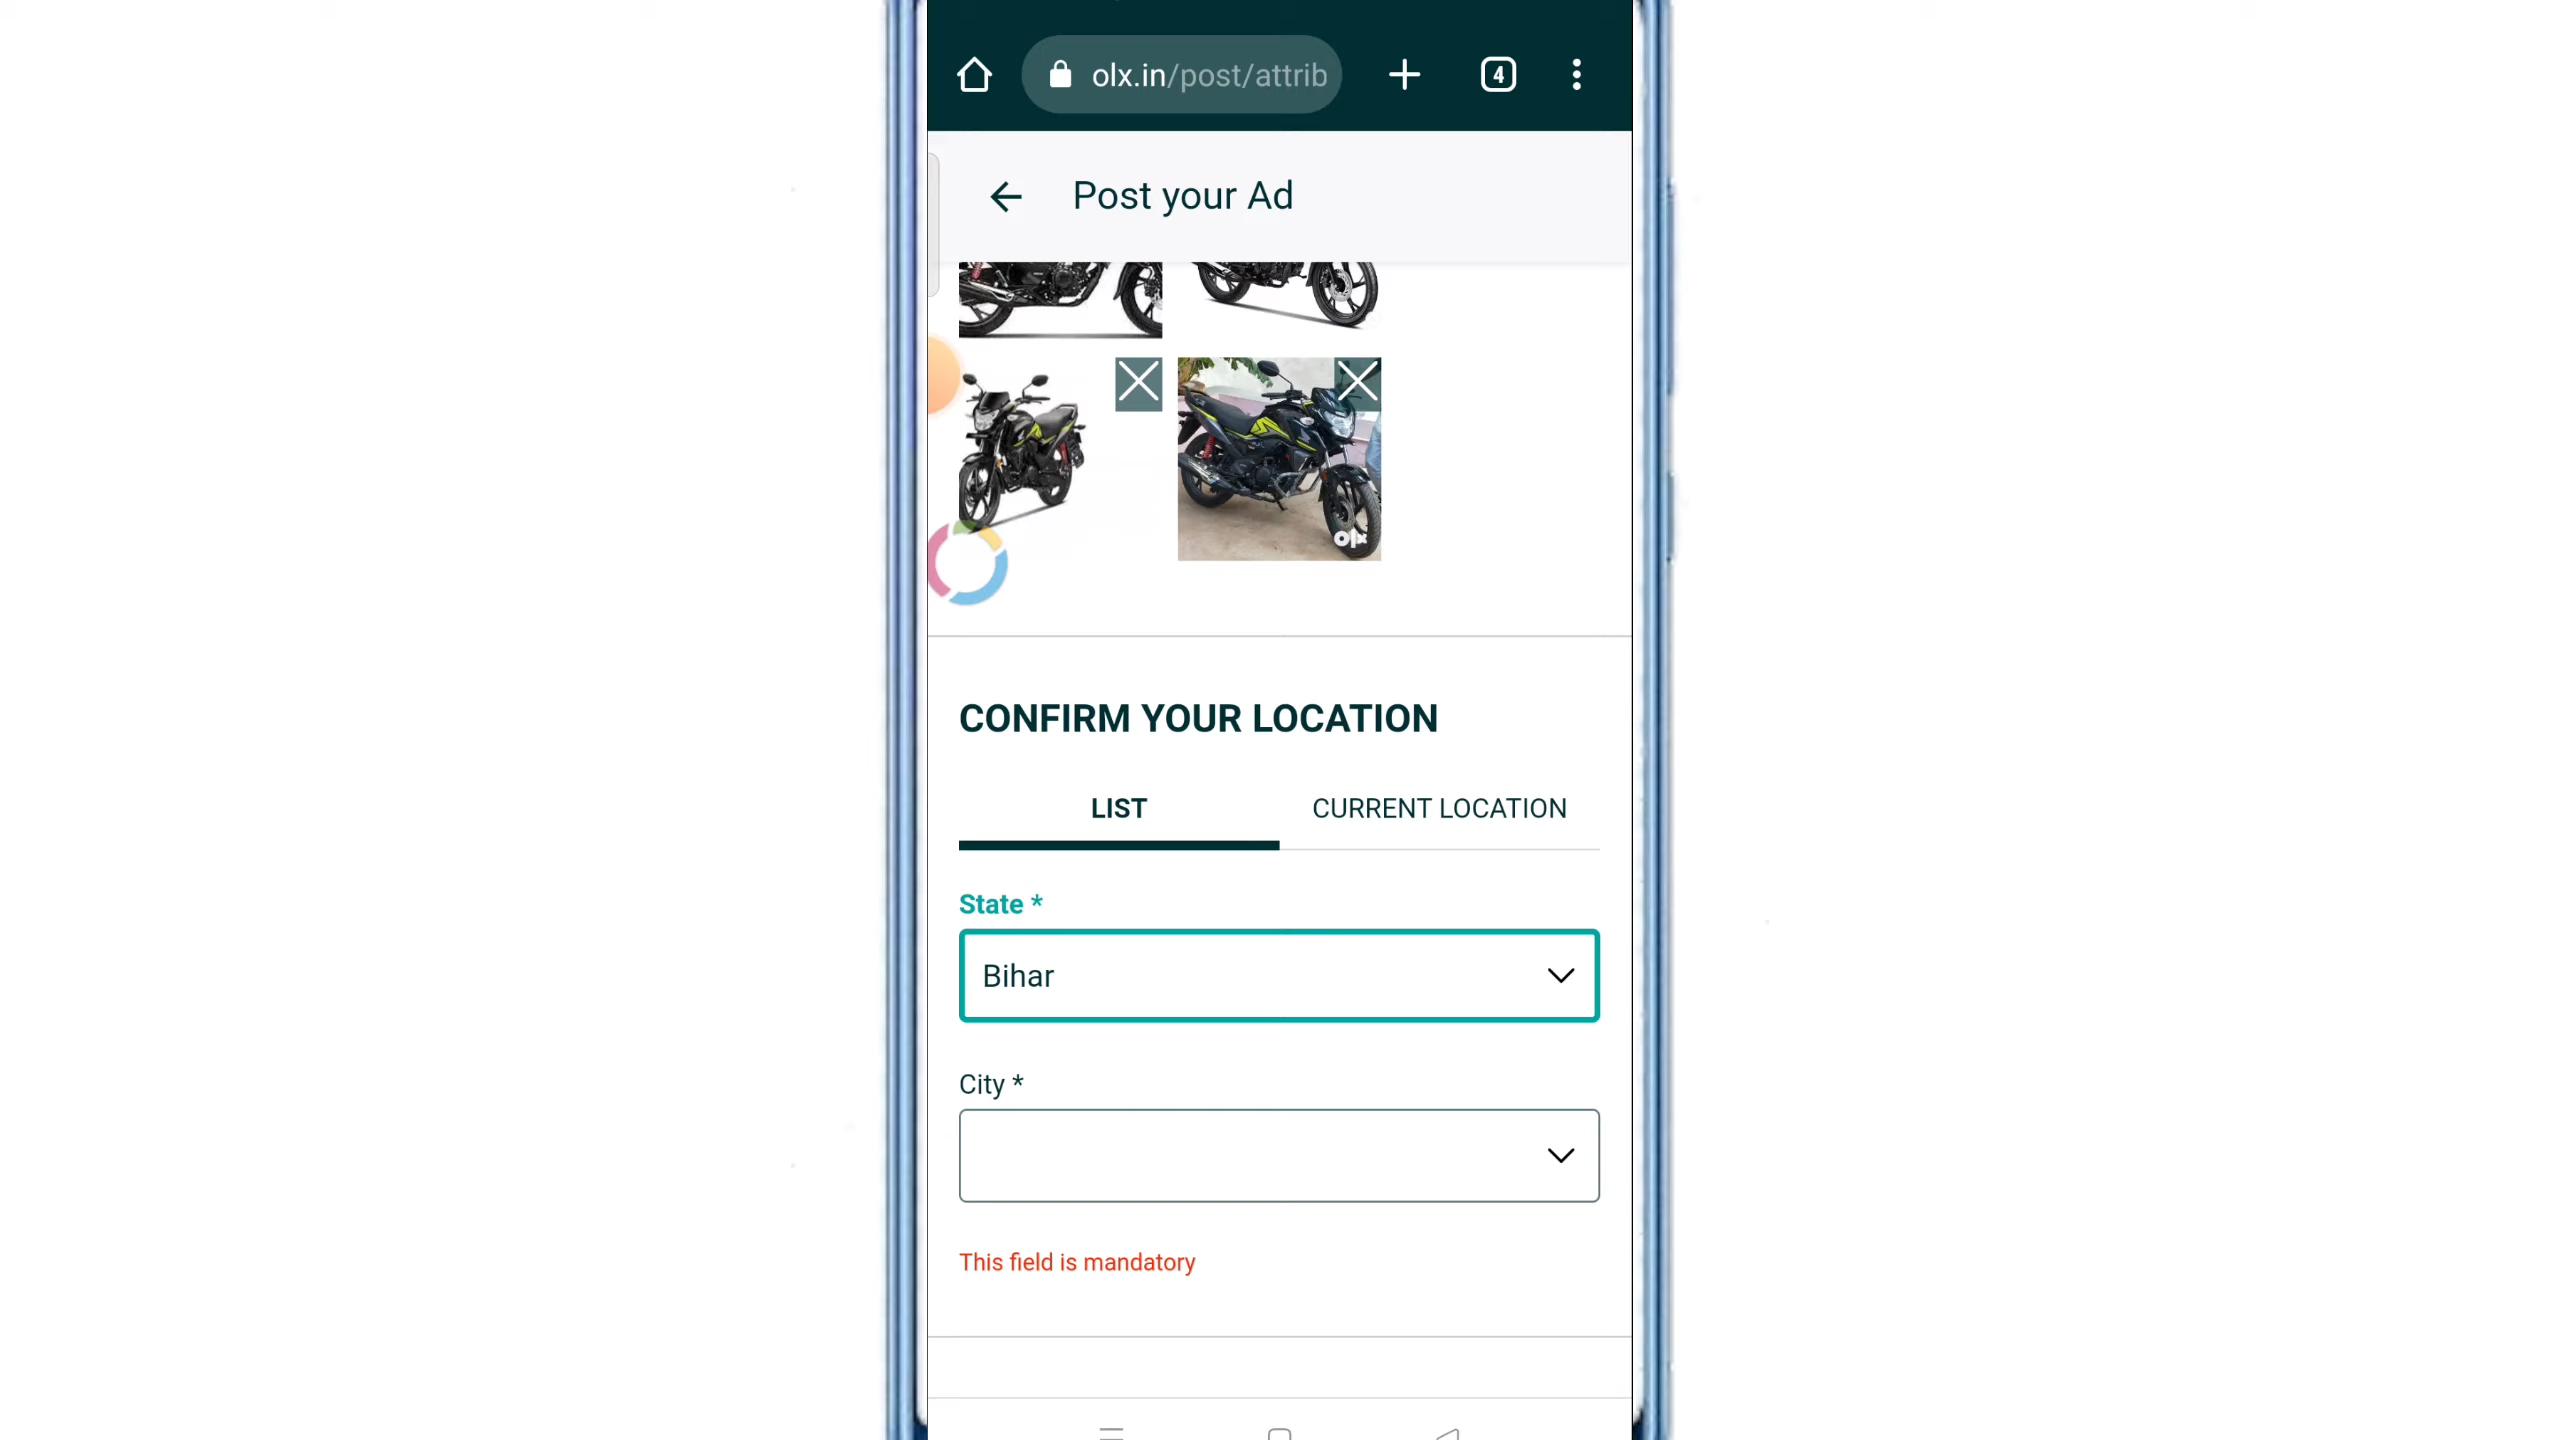 olx.in/post/attrib
4
Post your Ad
olx
CONFIRM YOUR LOCATION
LIST
CURRENT LOCATION
State *
Bihar
City *
This field is mandatory